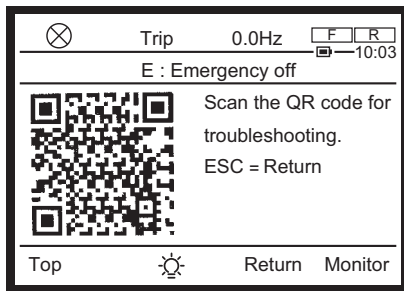 Trip 0.0Hz F R
10:03
E : Emergency off
Scan the QR code for
troubleshooting.
ESC = Return
Top Return Monitor